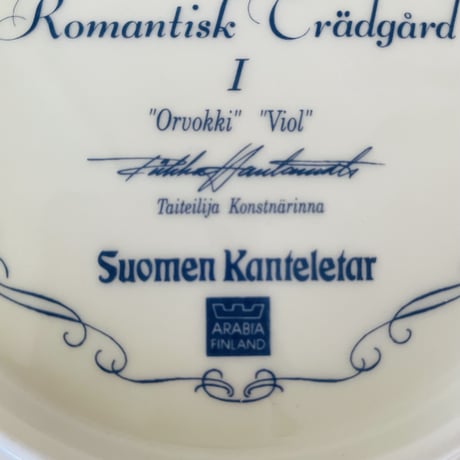 Romantisk Trädgård
I
"Orvokki" "Viol"
Taiteilija Konstnärinna
Suomen Kanteletar
ARABIA
FINLAND